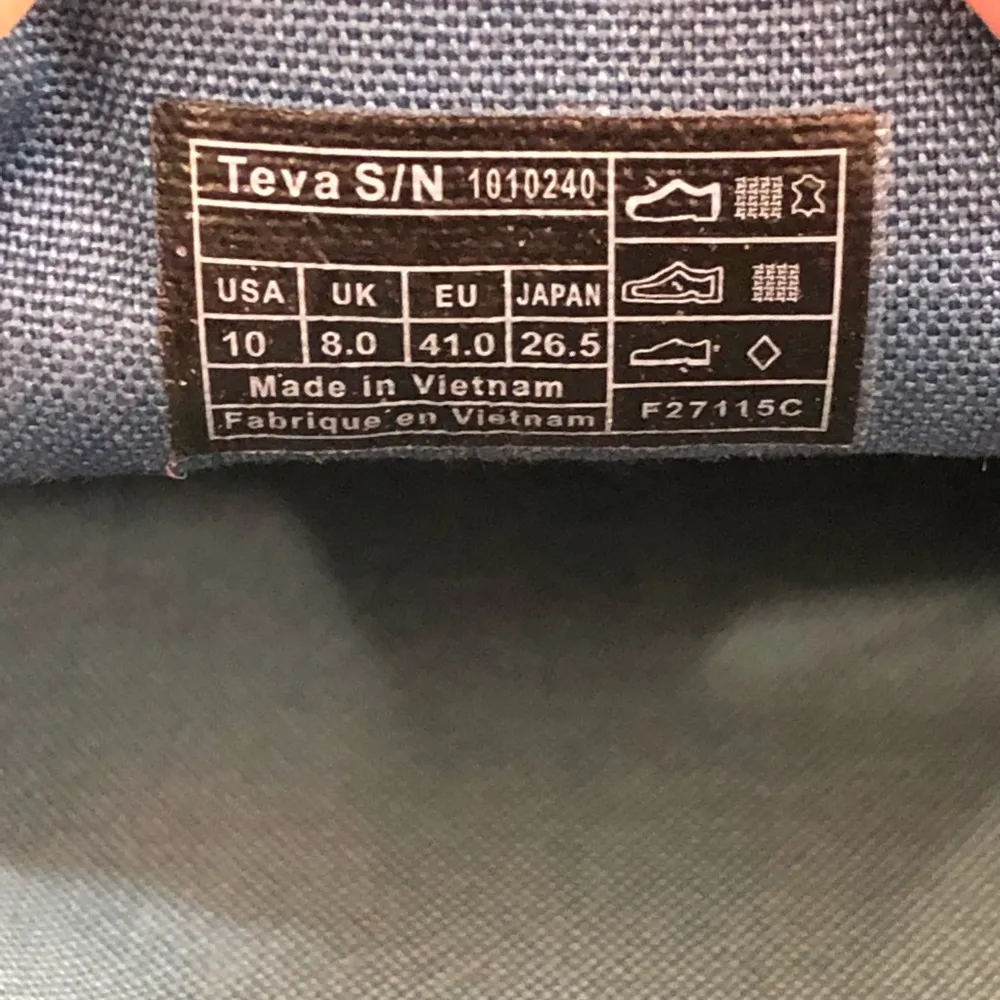 Teva S/N 1010240
USA UK EU JAPAN
10 8.0 41.0 26.5
Made in Vietnam
Fabrique en Vietnam
F27115C